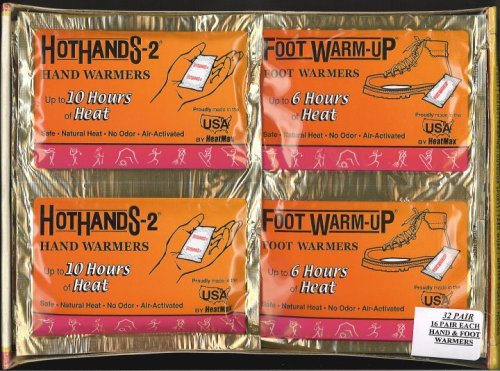 HOTHANDS-2®
HAND WARMERS
Up to 10 Hours
of Heat
Proudly made in the
USA
BY HeatMax®
Safe • Natural Heat • No Odor • Air-Activated
FOOT WARM-UP®
FOOT WARMERS
Up to 6 Hours
of Heat
Proudly made in the
USA
BY HeatMax®
Safe • Natural Heat • No Odor • Air-Activated
HOTHANDS-2®
HAND WARMERS
Up to 10 Hours
of Heat
Proudly made in the
USA
BY HeatMax®
Safe • Natural Heat • No Odor • Air-Activated
FOOT WARM-UP®
FOOT WARMERS
Up to 6 Hours
of Heat
Proudly made in the
USA
Safe • Natural Heat • No Odor • Air-Activated
32 PAIR
16 PAIR EACH
HAND & FOOT
WARMERS